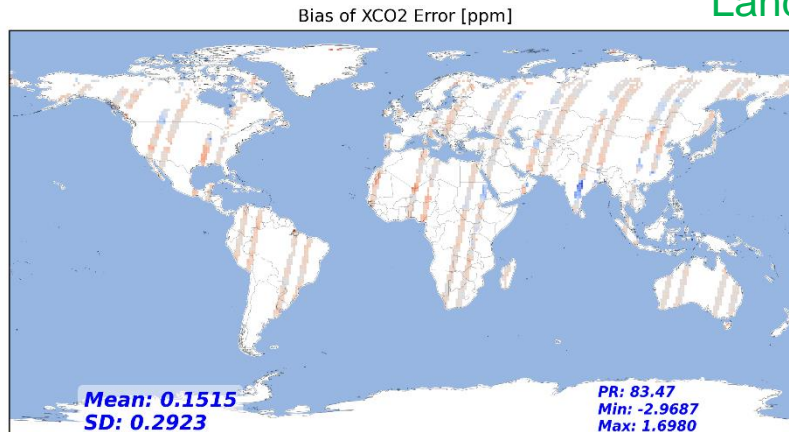 Bias of XCO2 Error [ppm]
Mean: 0.1515
SD: 0.2923
PR: 83.47
Min: -2.9687
Max: 1.6980